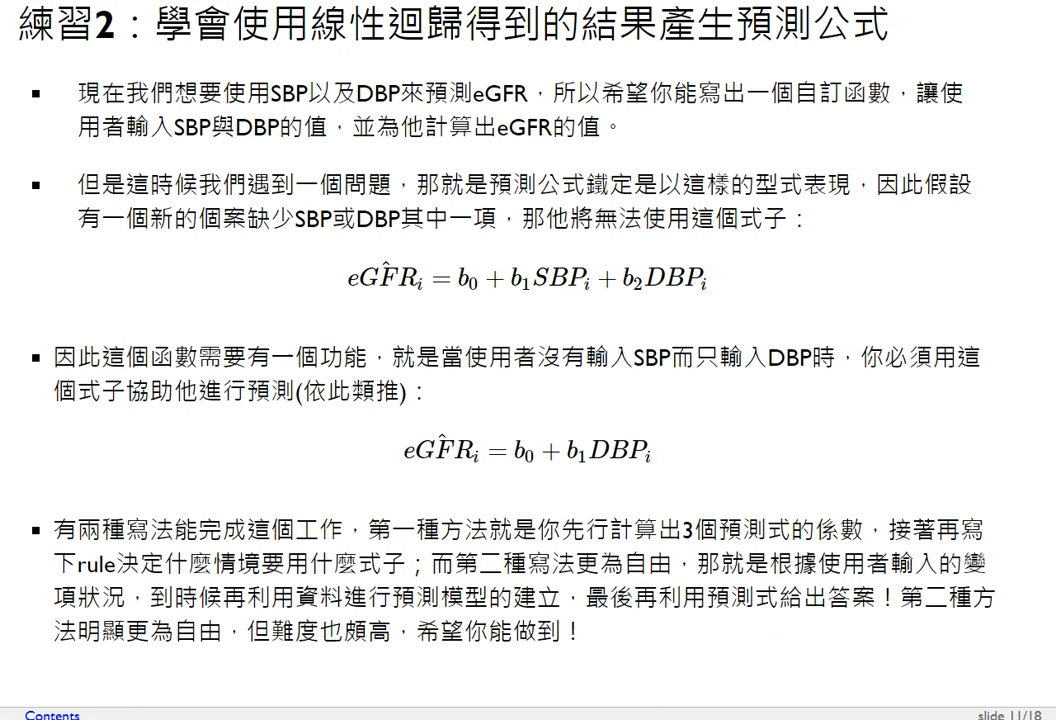 練習2：學會使用線性迴歸得到的結果產生預測公式
▪ 現在我們想要使用SBP以及DBP來預測eGFR，所以希望你能寫出一個自訂函數，讓使
用者輸入SBP與DBP的值，並為他計算出eGFR的值。
▪ 但是這時候我們遇到一個問題，那就是預測公式鐵定是以這樣的型式表現，因此假設
有一個新的個案缺少SBP或DBP其中一項，那他將無法使用這個式子：
eGF̂Rᵢ = b₀ + b₁SBPᵢ + b₂DBPᵢ
▪ 因此這個函數需要有一個功能，就是當使用者沒有輸入SBP而只輸入DBP時，你必須用這
個式子協助他進行預測(依此類推)：
eGF̂Rᵢ = b₀ + b₁DBPᵢ
▪ 有兩種寫法能完成這個工作，第一種方法就是你先行計算出3個預測式的係數，接著再寫
下rule決定什麼情境要用什麼式子；而第二種寫法更為自由，那就是根據使用者輸入的變
項狀況，到時候再利用資料進行預測模型的建立，最後再利用預測式給出答案！第二種方
法明顯更為自由，但難度也頗高，希望你能做到！
Contents
slide 11/18